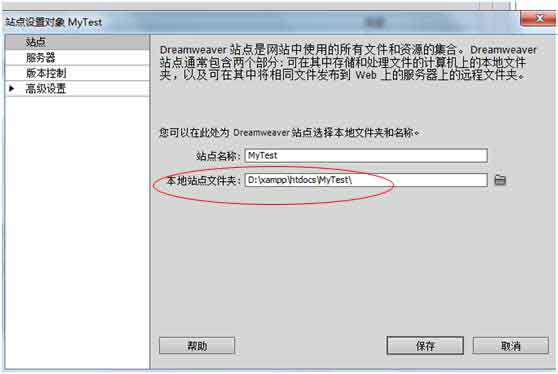 站点设置对象 MyTest
站点
服务器
版本控制
高级设置
Dreamweaver 站点是网站中使用的所有文件和资源的集合。Dreamweaver
站点通常包含两个部分:可在其中存储和处理文件的计算机上的本地文件
夹,以及可在其中将相同文件发布到 Web 上的服务器上的远程文件夹。
您可以在此处为 Dreamweaver 站点选择本地文件夹和名称。
站点名称: MyTest
本地站点文件夹: D:\xampp\htdocs\MyTest\
帮助 保存 取消